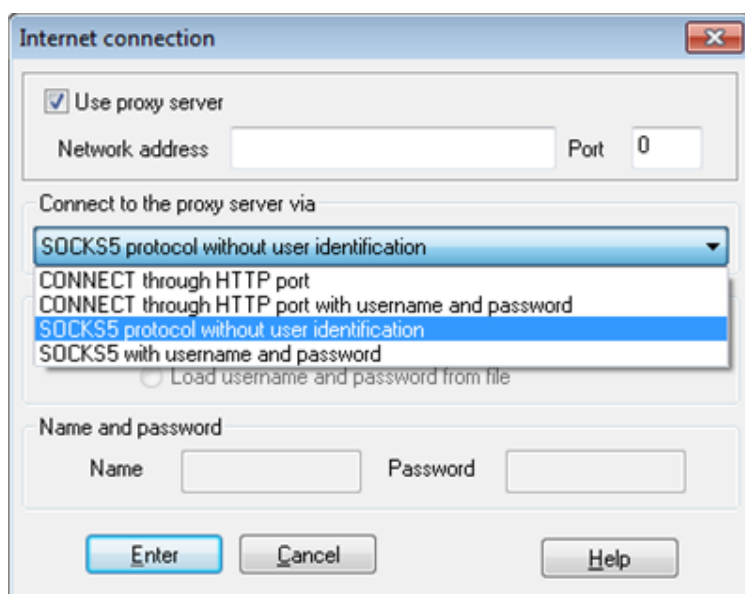 Internet connection
Use proxy server
Network address Port 0
Connect to the proxy server via
SOCKS5 protocol without user identification
CONNECT through HTTP port
CONNECT through HTTP port with username and password
SOCKS5 protocol without user identification
SOCKS5 with username and password
Load username and password from file
Name and password
Name Password
Enter Cancel Help